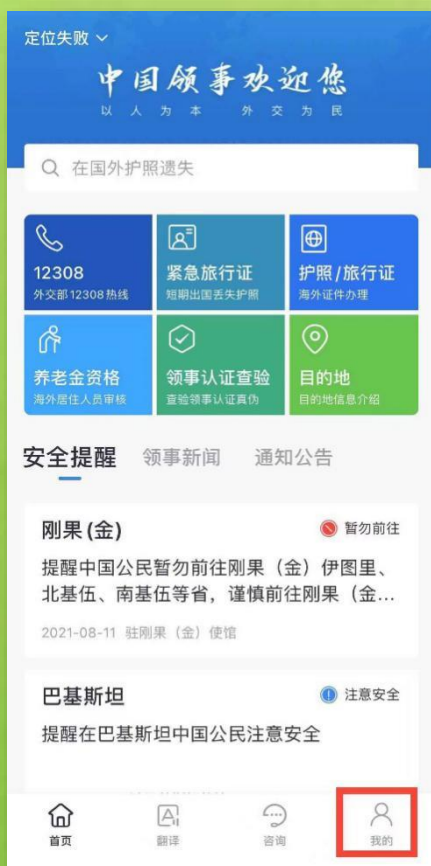 定位失败
中国领事欢迎您
以人为本 外交为民
在国外护照遗失
12308
外交部12308热线
紧急旅行证
短期出国丢失护照
护照/旅行证
海外证件办理
养老金资格
海外居住人员审核
领事认证查验
查验领事认证真伪
目的地
目的地信息介绍
安全提醒 领事新闻 通知公告
刚果(金) 暂勿前往
提醒中国公民暂勿前往刚果（金）伊图里、
北基伍、南基伍等省，谨慎前往刚果（金...
2021-08-11 驻刚果（金）使馆
巴基斯坦 注意安全
提醒在巴基斯坦中国公民注意安全
首页 翻译 咨询 我的